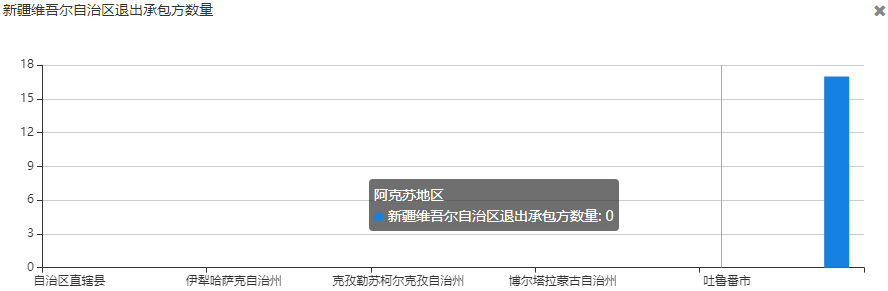 新疆维吾尔自治区退出承包方数量
✖
18
15
12
9
6
3
0
阿克苏地区
新疆维吾尔自治区退出承包方数量: 0
自治区直辖县 伊犁哈萨克自治州 克孜勒苏柯尔克孜自治州 博尔塔拉蒙古自治州 吐鲁番市